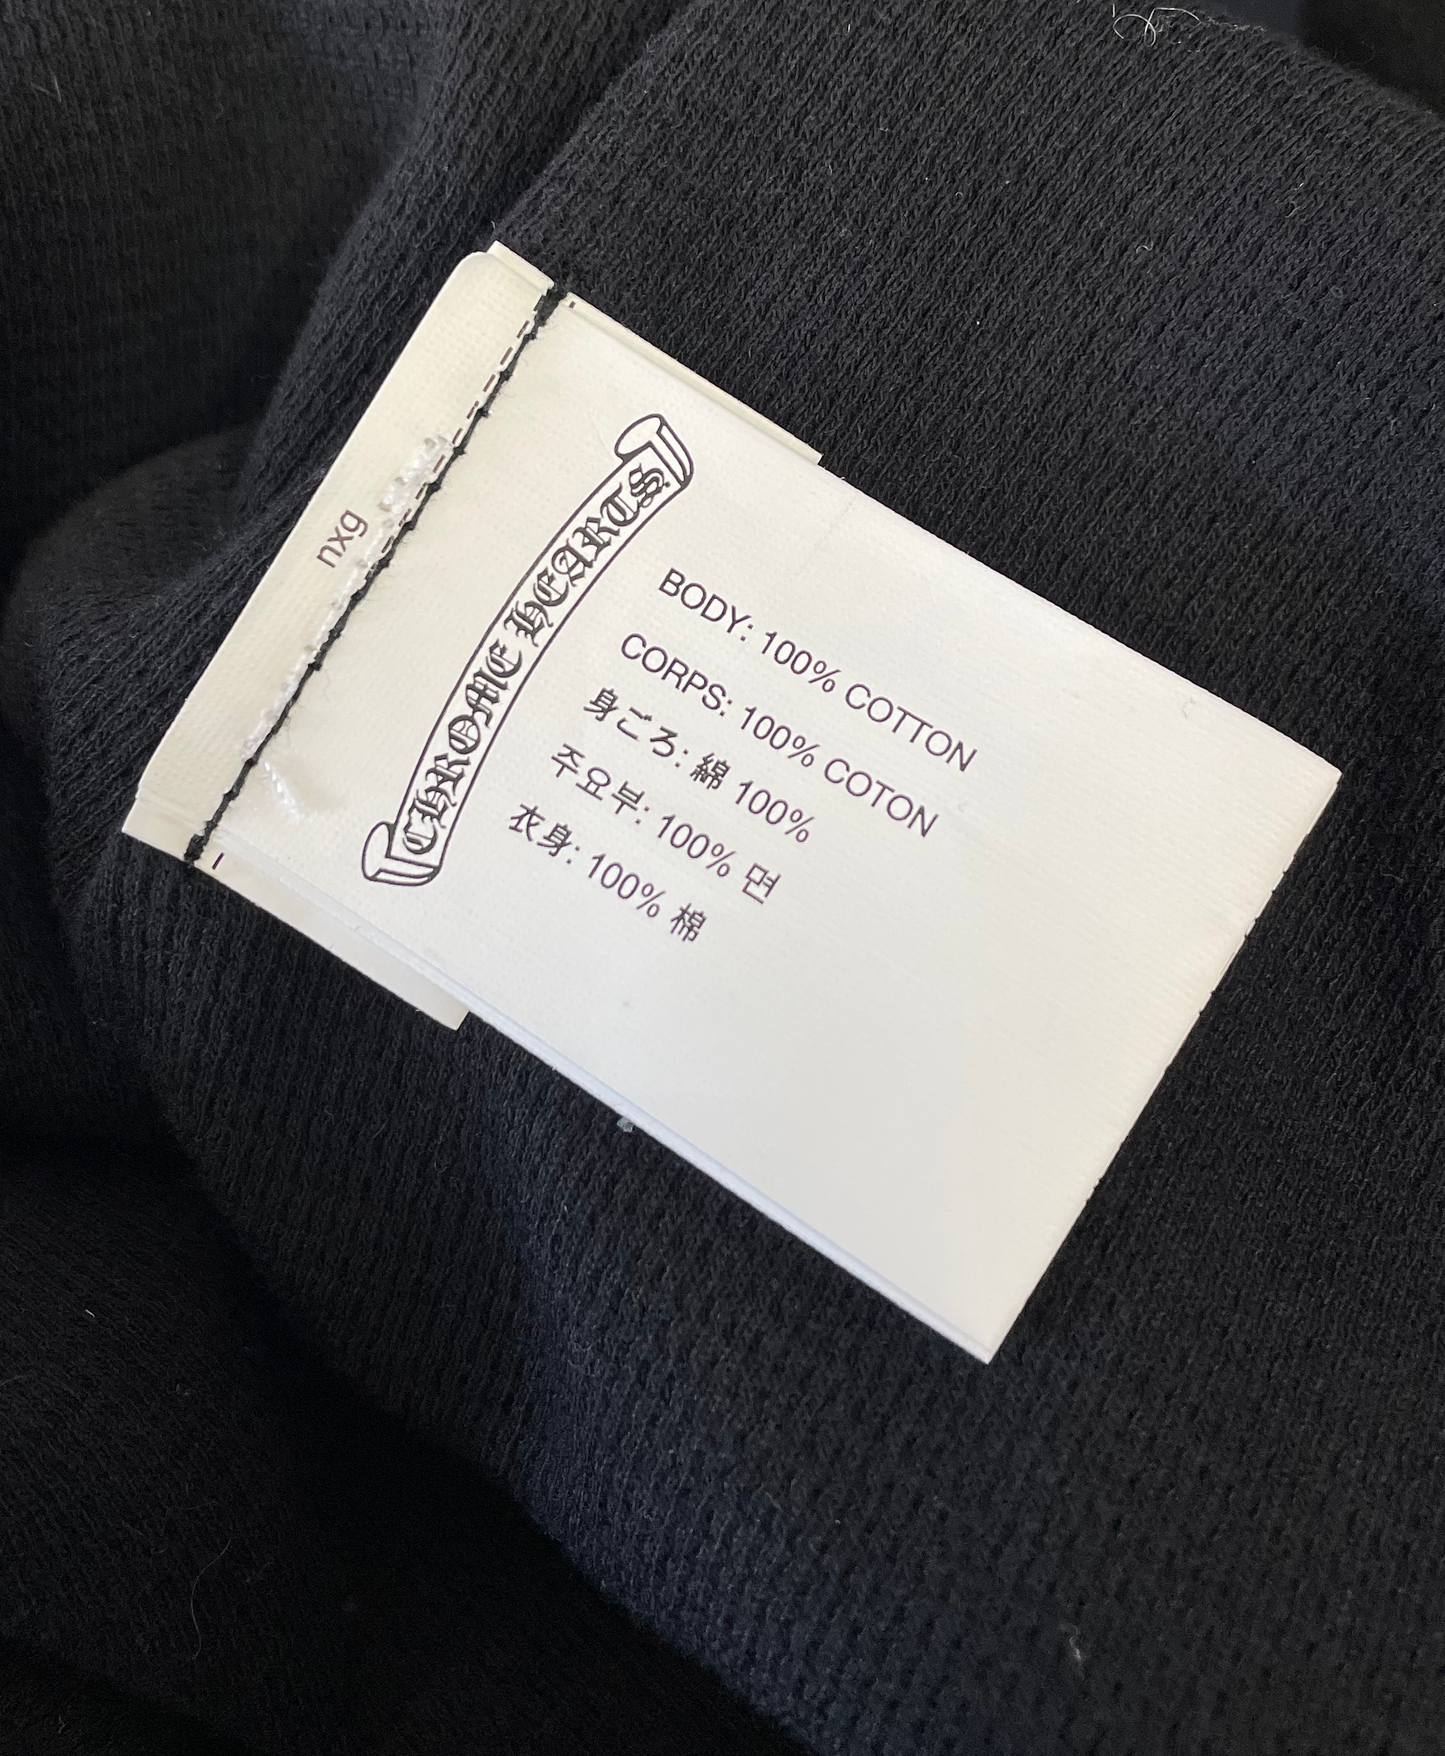 nxg
CHROME HEARTS
BODY: 100% COTTON
CORPS: 100% COTON
身ごろ: 綿 100%
주요부: 100% 면
衣身: 100% 棉